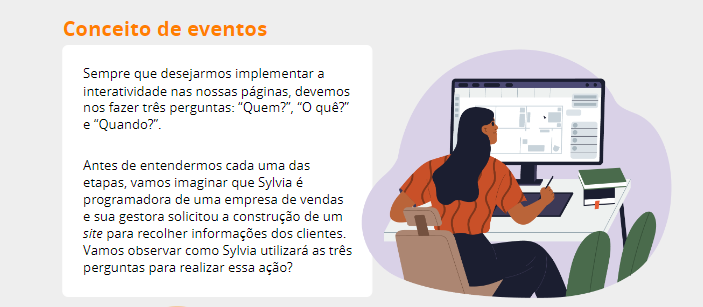 Conceito de eventos
Sempre que desejarmos implementar a
interatividade nas nossas páginas, devemos
nos fazer três perguntas: “Quem?”, “O quê?”
e “Quando?”.
Antes de entendermos cada uma das
etapas, vamos imaginar que Sylvia é
programadora de uma empresa de vendas
e sua gestora solicitou a construção de um
site para recolher informações dos clientes.
Vamos observar como Sylvia utilizará as três
perguntas para realizar essa ação?